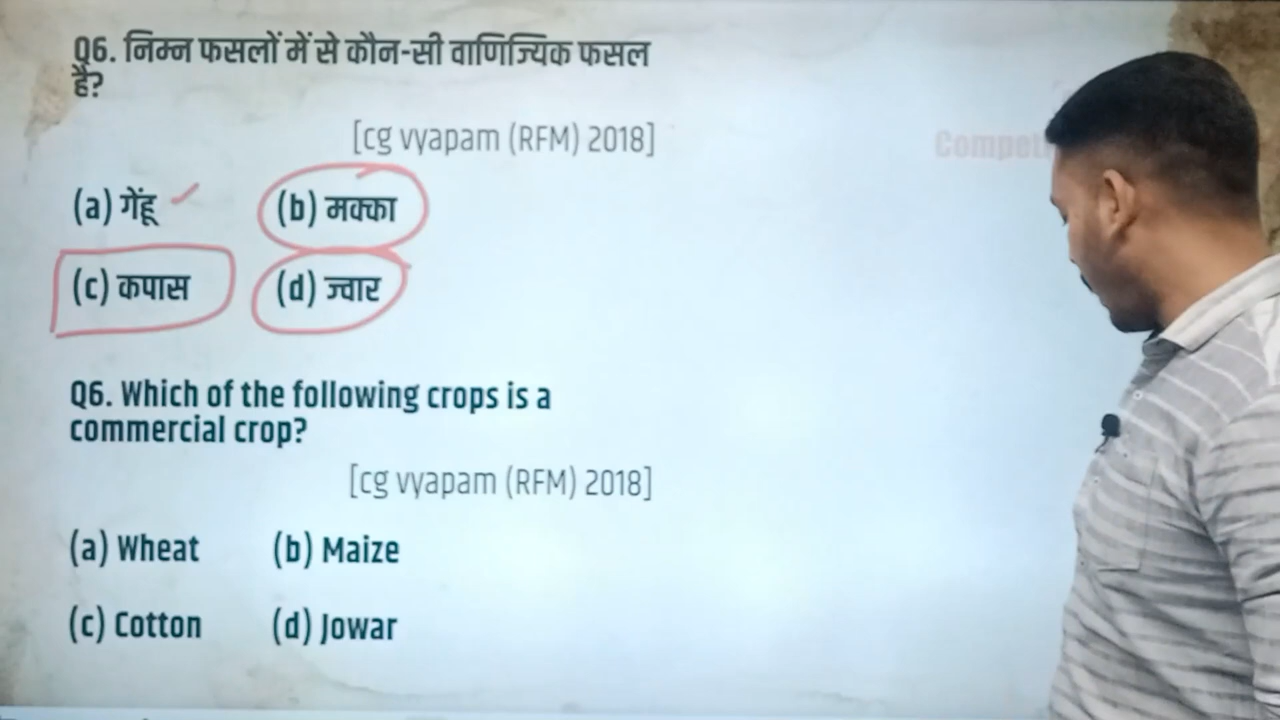 Q6. निम्न फसलों में से कौन-सी वाणिज्यिक फसल
है?
[cg vyapam (RFM) 2018]
(a) गेंहू (b) मक्का
(c) कपास (d) ज्वार
Q6. Which of the following crops is a
commercial crop?
[cg vyapam (RFM) 2018]
(a) Wheat (b) Maize
(c) Cotton (d) Jowar